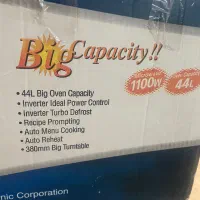 Big Capacity!!
• 44L Big Oven Capacity
• Inverter Ideal Power Control
• Inverter Turbo Defrost
• Recipe Prompting
• Auto Menu Cooking
• Auto Reheat
• 380mm Big Turntable
1100W
44L
nic Corporation